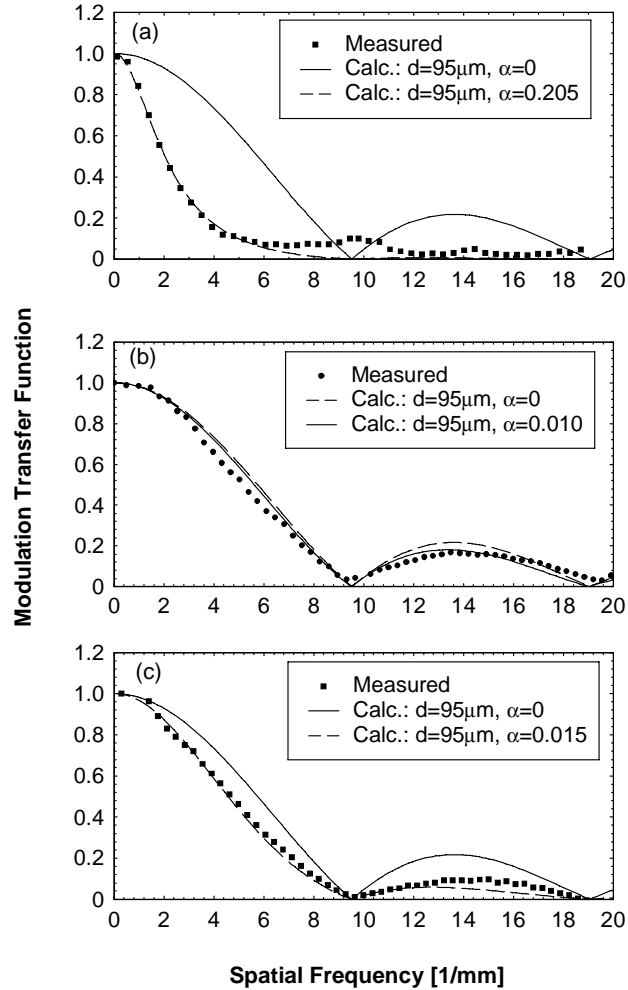 Modulation Transfer Function
1.2
(a)
Measured
Calc.: d=95μm, α=0
Calc.: d=95μm, α=0.205
1.0
0.8
0.6
0.4
0.2
0
0 2 4 6 8 10 12 14 16 18 20
1.2
(b)
Measured
Calc.: d=95μm, α=0
Calc.: d=95μm, α=0.010
1.0
0.8
0.6
0.4
0.2
0
0 2 4 6 8 10 12 14 16 18 20
1.2
(c)
Measured
Calc.: d=95μm, α=0
Calc.: d=95μm, α=0.015
1.0
0.8
0.6
0.4
0.2
0
0 2 4 6 8 10 12 14 16 18 20
Spatial Frequency [1/mm]